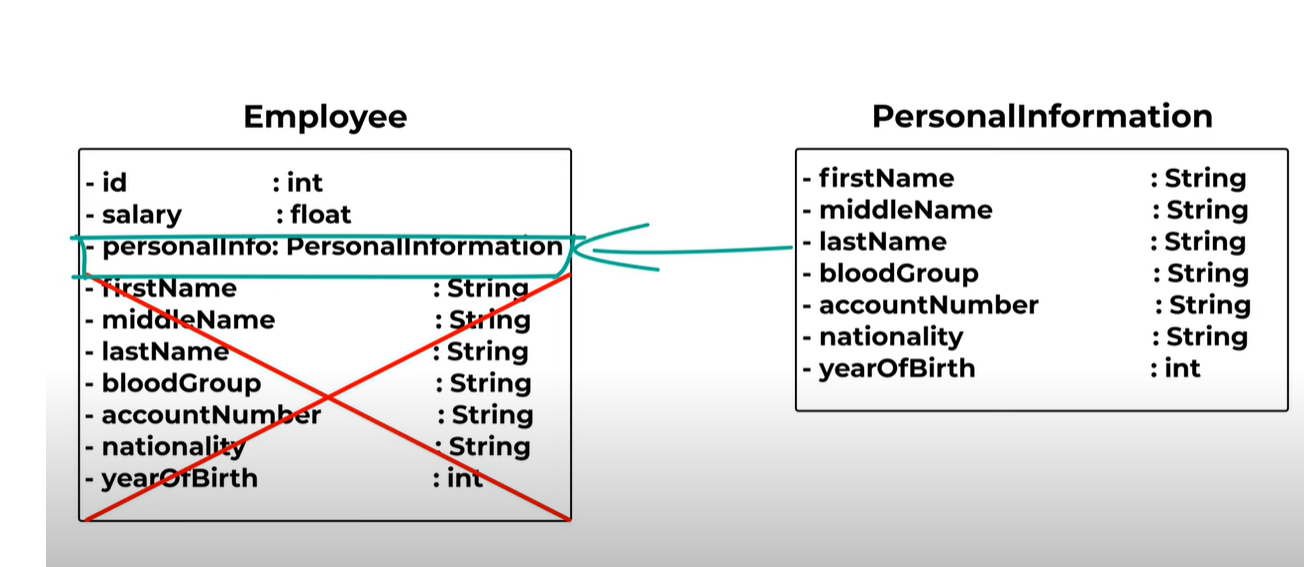 Employee
- id : int
- salary : float
- personalInfo: PersonalInformation
- firstName : String
- middleName : String
- lastName : String
- bloodGroup : String
- accountNumber : String
- nationality : String
- yearOfBirth : int
PersonalInformation
- firstName : String
- middleName : String
- lastName : String
- bloodGroup : String
- accountNumber : String
- nationality : String
- yearOfBirth : int